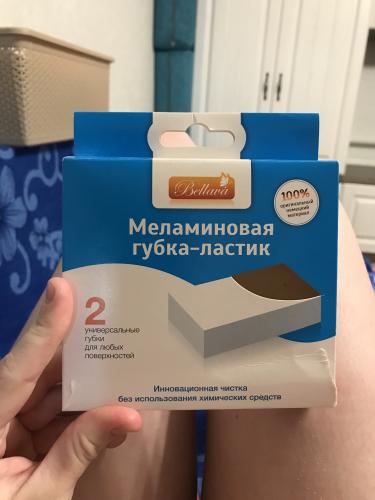 Bellava
100%
оригинальный
немецкий
материал
Меламиновая
губка-ластик
2
универсальные
губки
для любых
поверхностей
Инновационная чистка
без использования химических средств